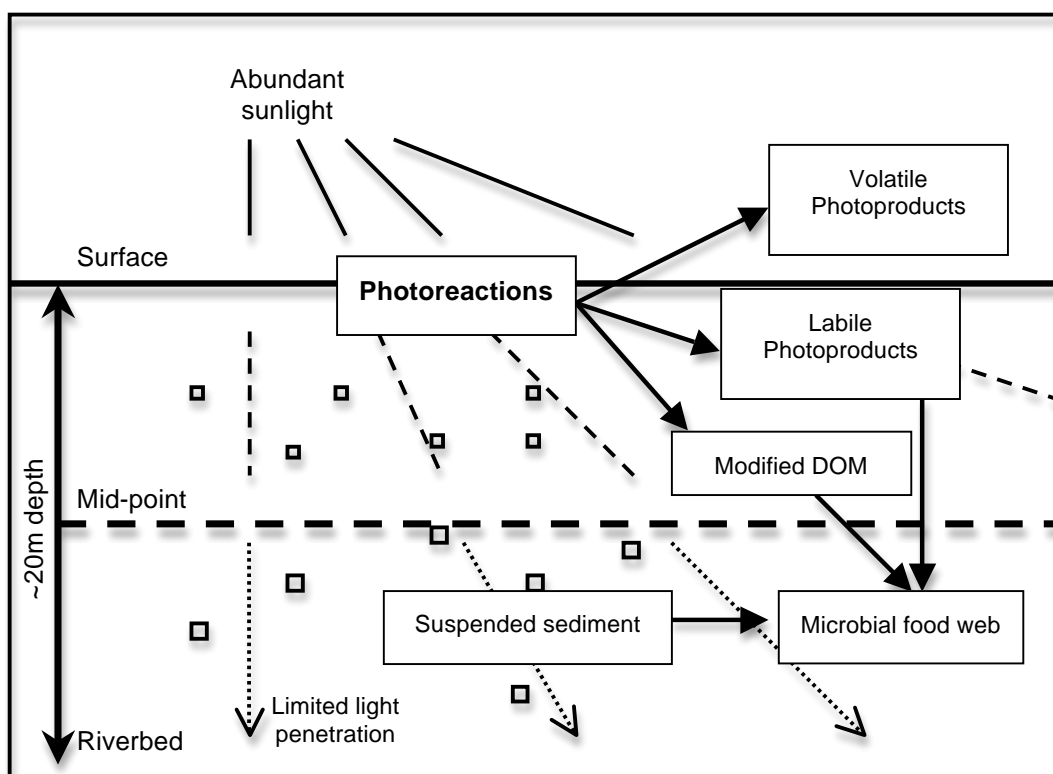 Abundant
sunlight
Volatile
Photoproducts
Surface
Photoreactions
Labile
Photoproducts
Modified DOM
Mid-point
~20m depth
Suspended sediment
Microbial food web
Limited light
penetration
Riverbed